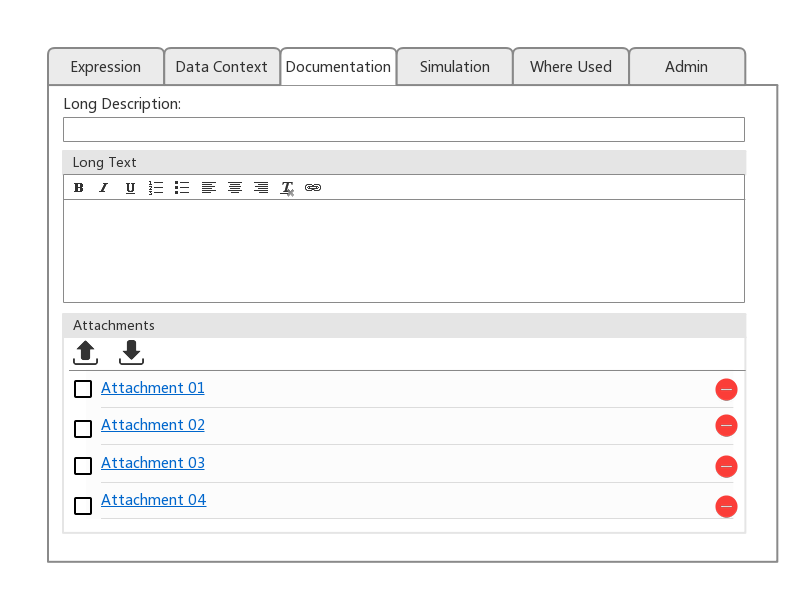 Expression Data Context Documentation Simulation Where Used Admin
Long Description:
Long Text
B I U
Attachments
Attachment 01
Attachment 02
Attachment 03
Attachment 04